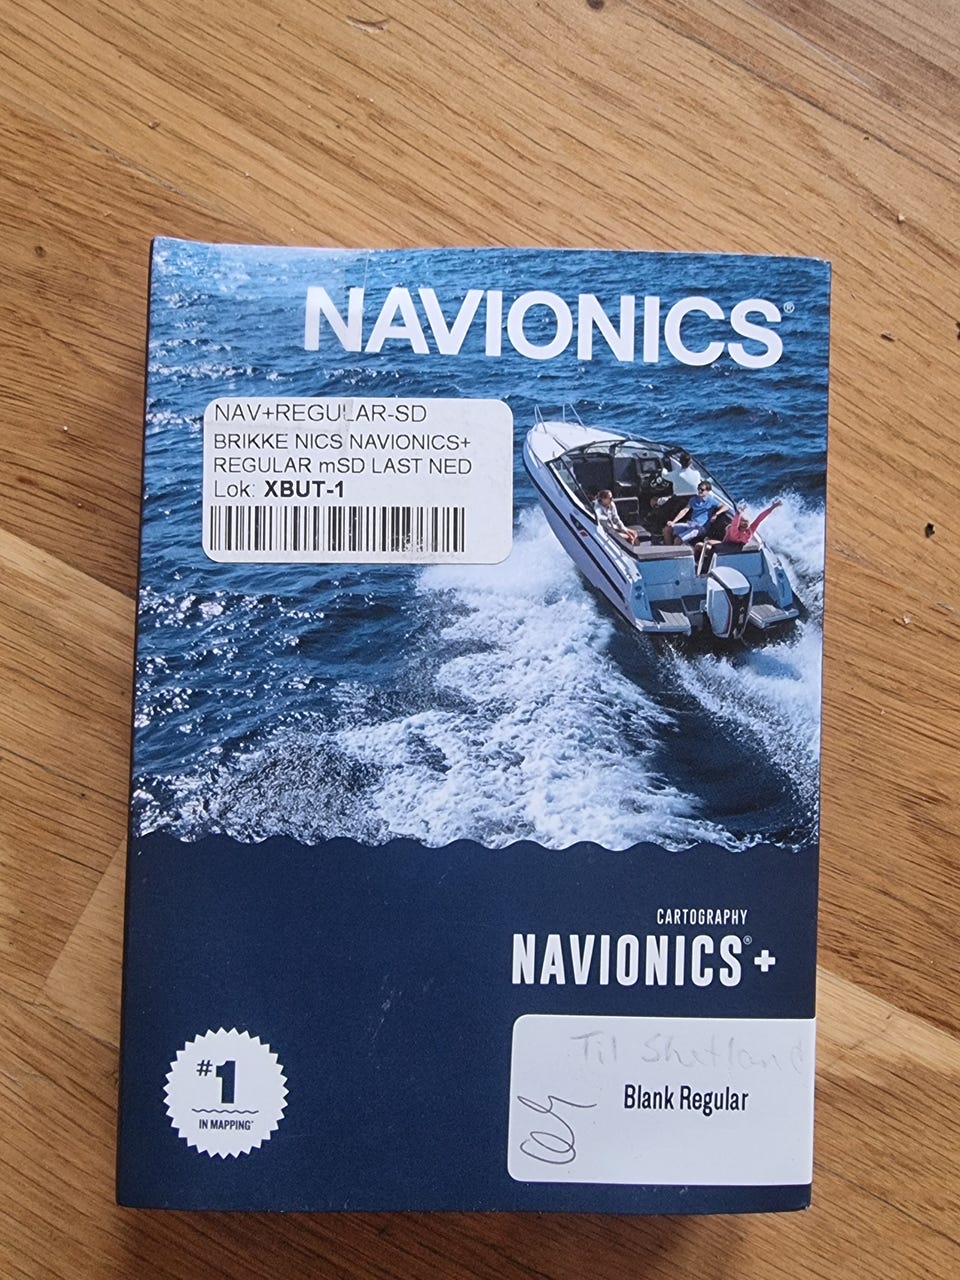 NAVIONICS®
NAV+REGULAR-SD
BRIKKE NICS NAVIONICS+
REGULAR mSD LAST NED
Lok: XBUT-1
CARTOGRAPHY
NAVIONICS®+
#1
IN MAPPING*
Til Shetland
Blank Regular